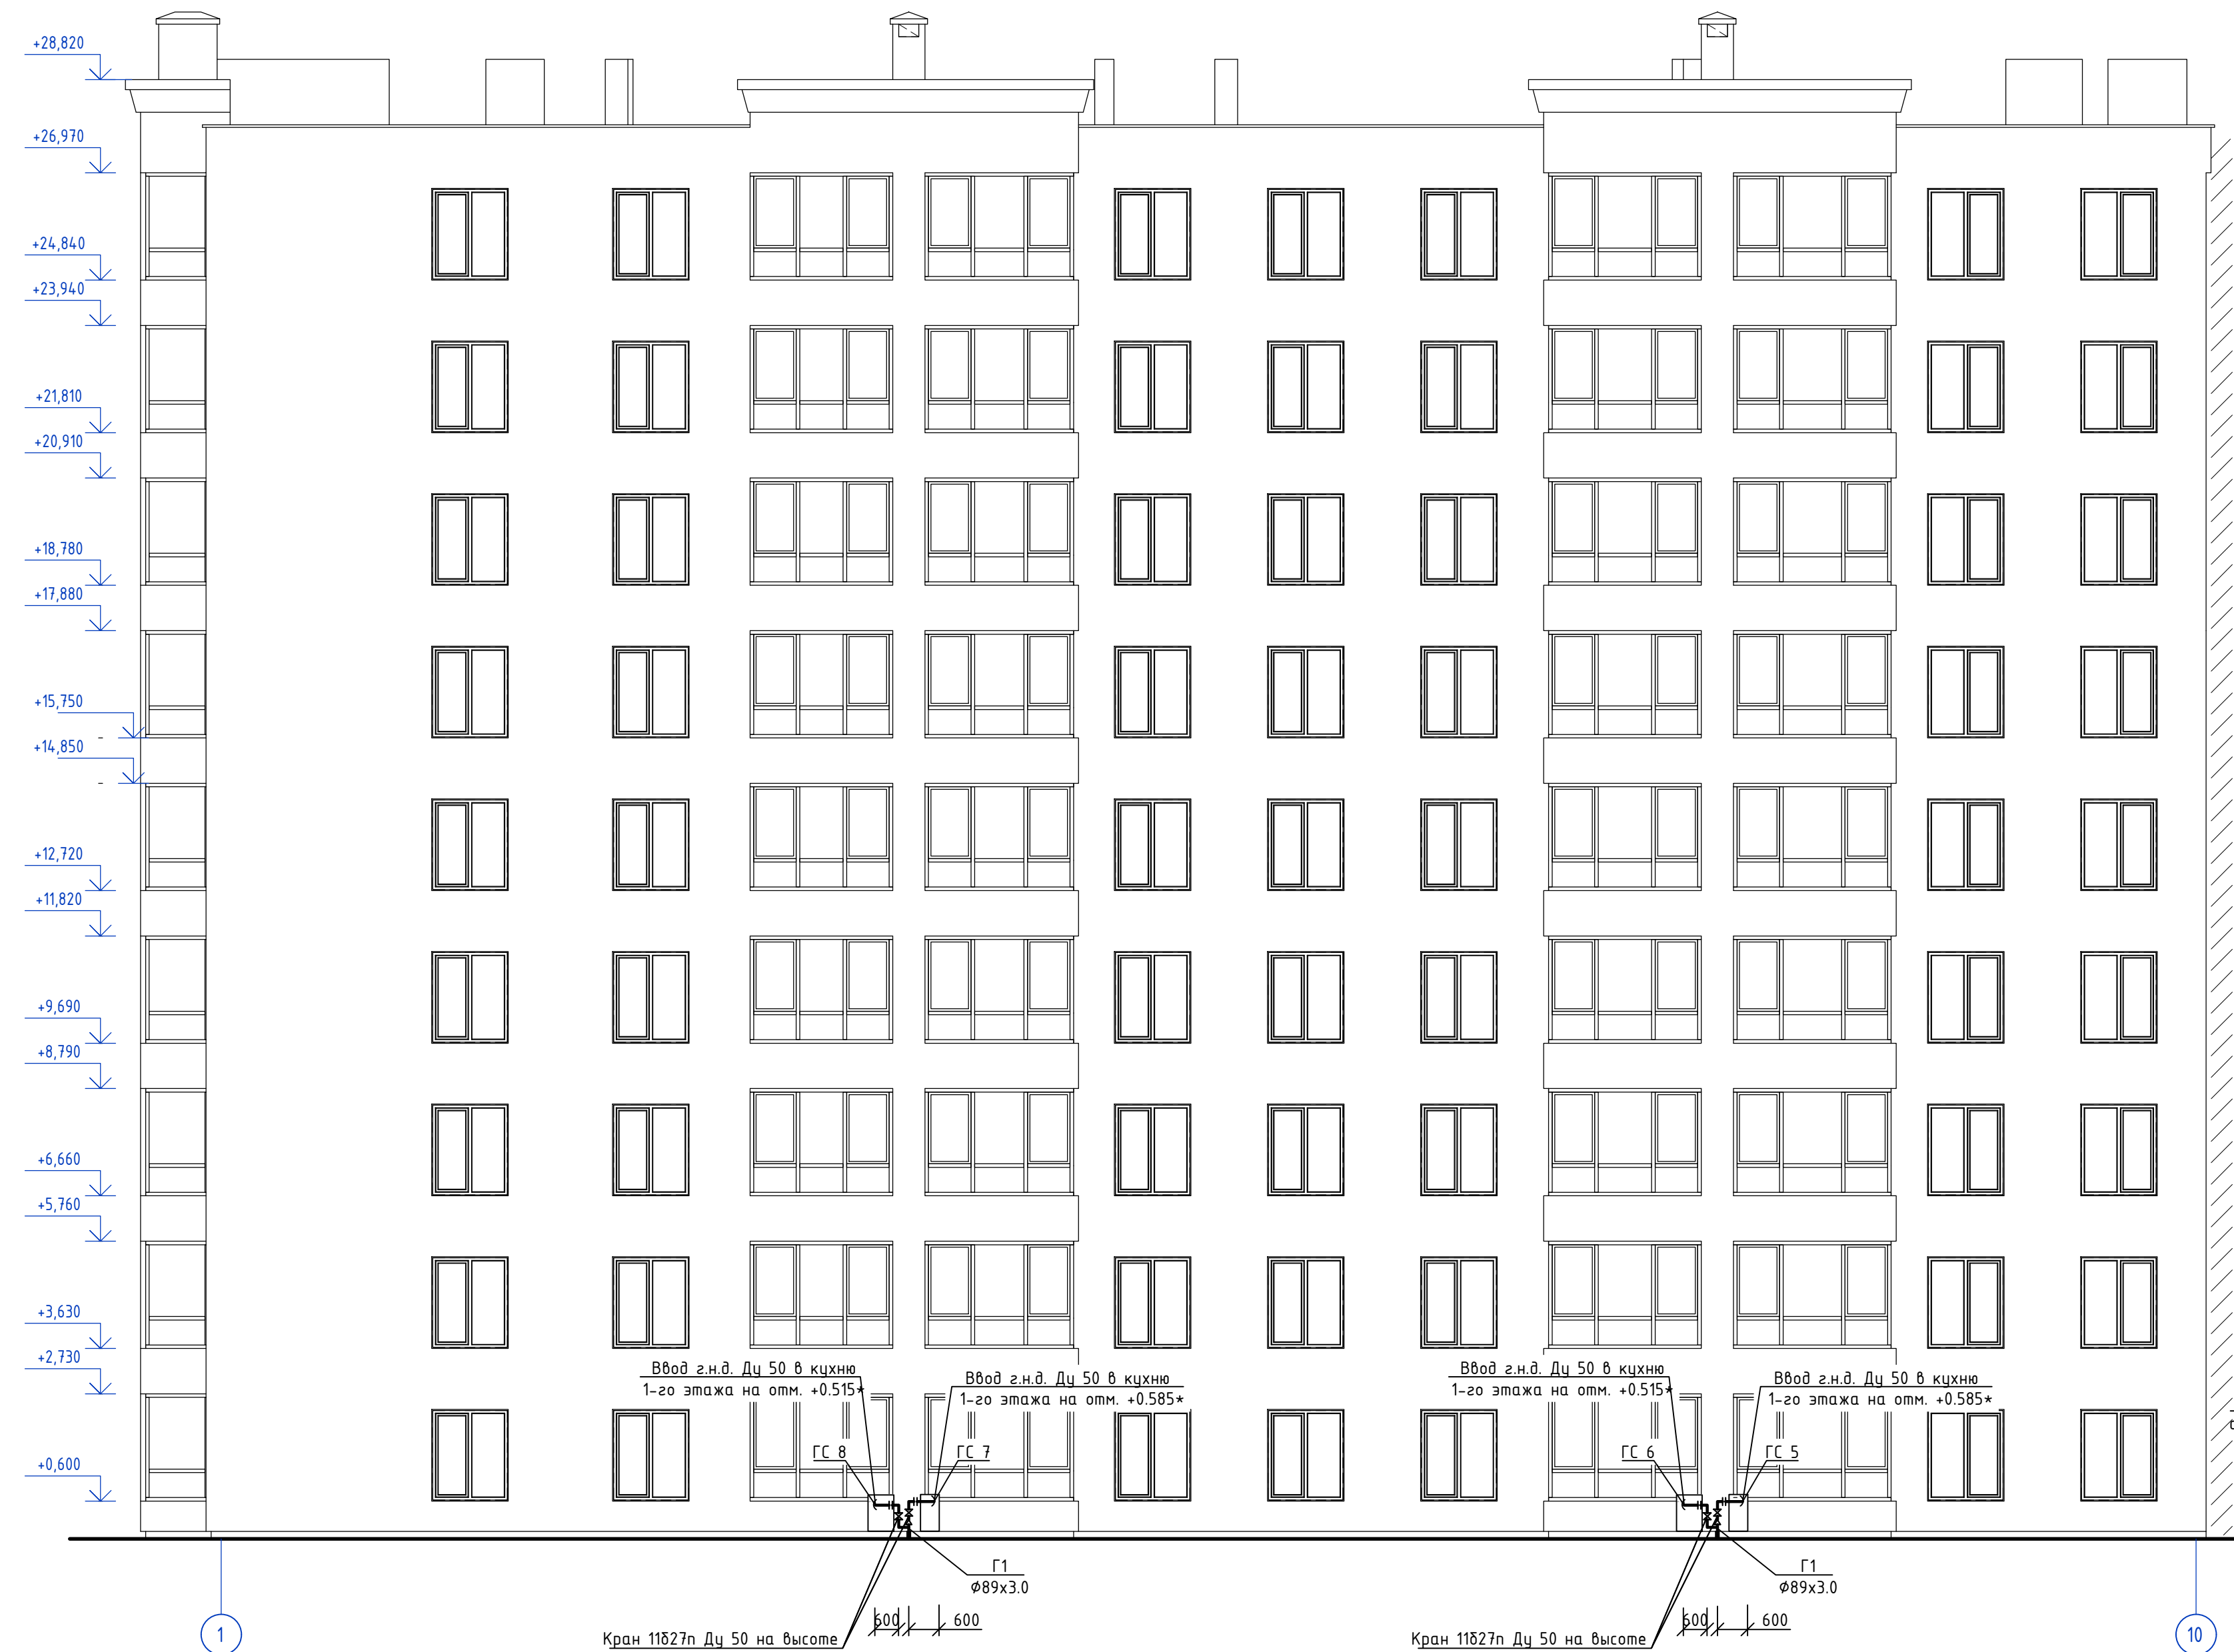 +28,820
+26,970
+24,840
+23,940
+21,810
+20,910
+18,780
+17,880
+15,750
+14,850
+12,720
+11,820
+9,690
+8,790
+6,660
+5,760
+3,630
+2,730
Ввод г.н.д. Ду 50 в кухню
1-го этажа на отм. +0.515*
Ввод г.н.д. Ду 50 в кухню
1-го этажа на отм. +0.585*
Ввод г.н.д. Ду 50 в кухню
1-го этажа на отм. +0.515*
Ввод г.н.д. Ду 50 в кухню
1-го этажа на отм. +0.585*
ГС 8
ГС 7
ГС 6
ГС 5
+0,600
Г1
Ф89х3.0
Г1
Ф89х3.0
600
600
600
600
Кран 11б27п Ду 50 на высоте
Кран 11б27п Ду 50 на высоте
1
10